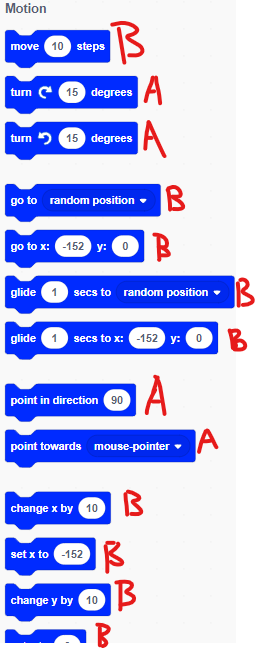 Motion
move 10 steps B
turn 15 degrees A
turn 15 degrees A
go to random position B
go to x: -152 y: 0 B
glide 1 secs to random position B
glide 1 secs to x: -152 y: 0 B
point in direction 90 A
point towards mouse-pointer A
change x by 10 B
set x to -152 B
change y by 10 B
B